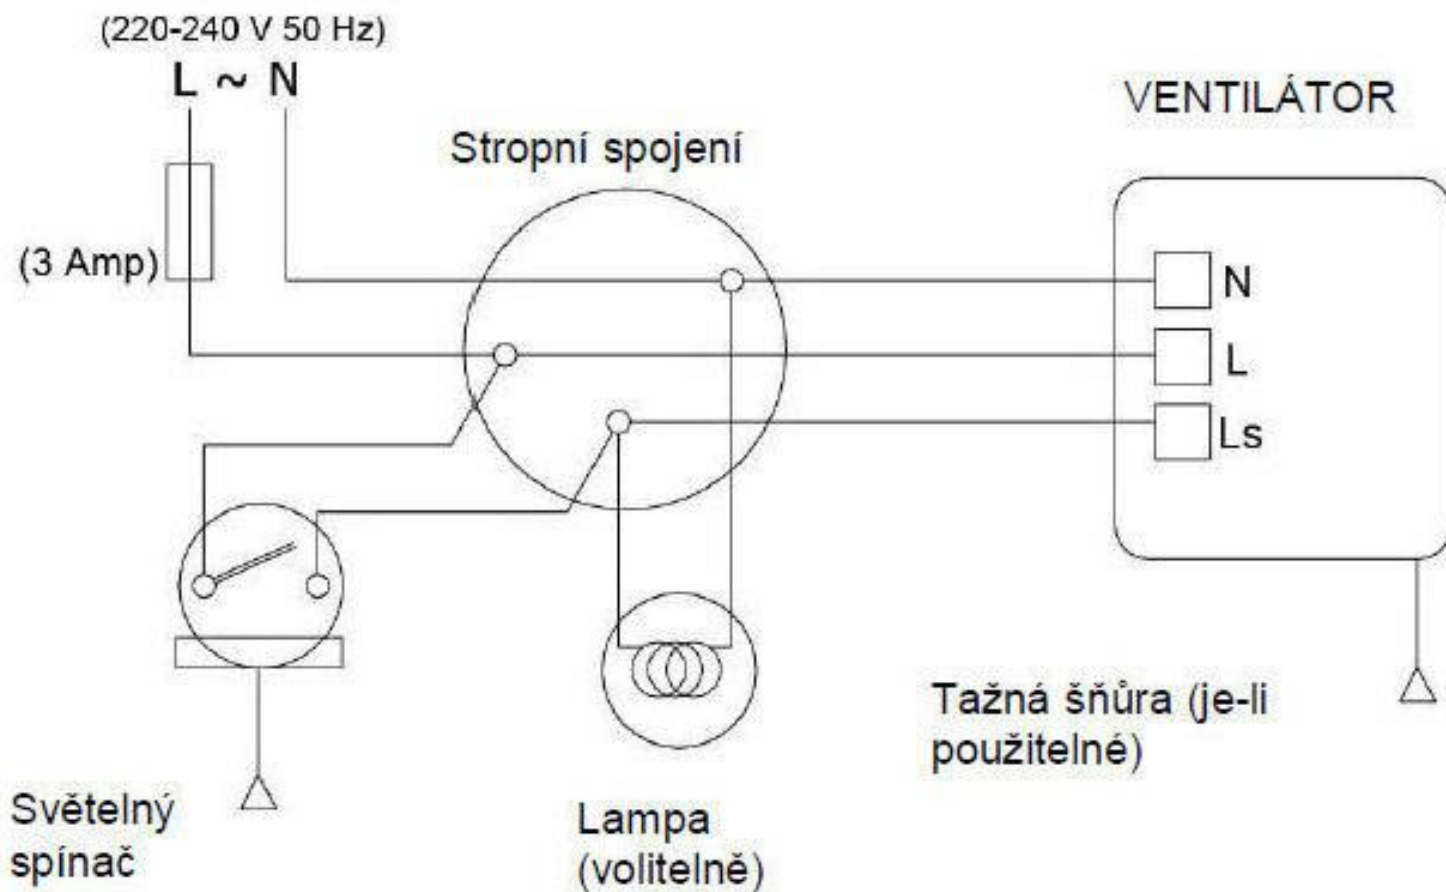 (220-240 V 50 Hz)
L ~ N
VENTILÁTOR
Stropní spojení
(3 Amp)
N
L
Ls
Tažná šňůra (je-li
použitelné)
Světelný
spínač
Lampa
(volitelně)